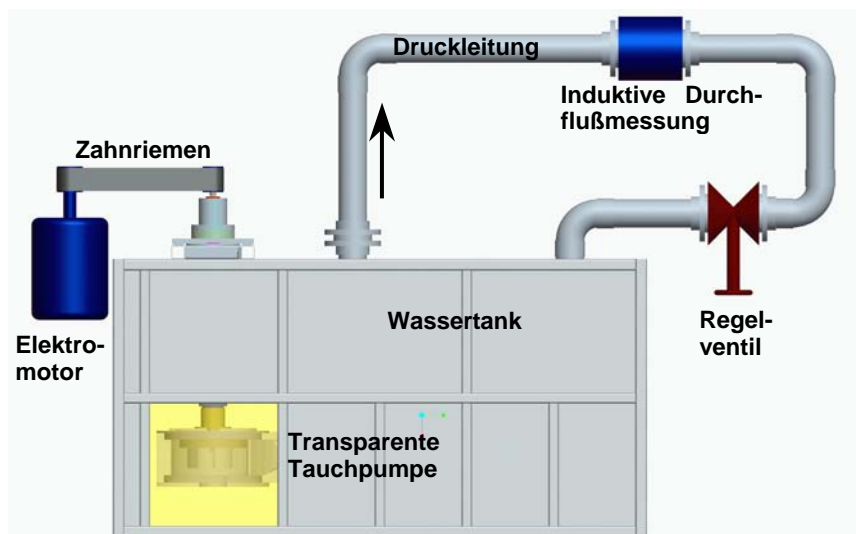 Druckleitung
Induktive Durch-
flußmessung
Zahnriemen
Wassertank
Regel-
ventil
Elektro-
motor
Transparente
Tauchpumpe